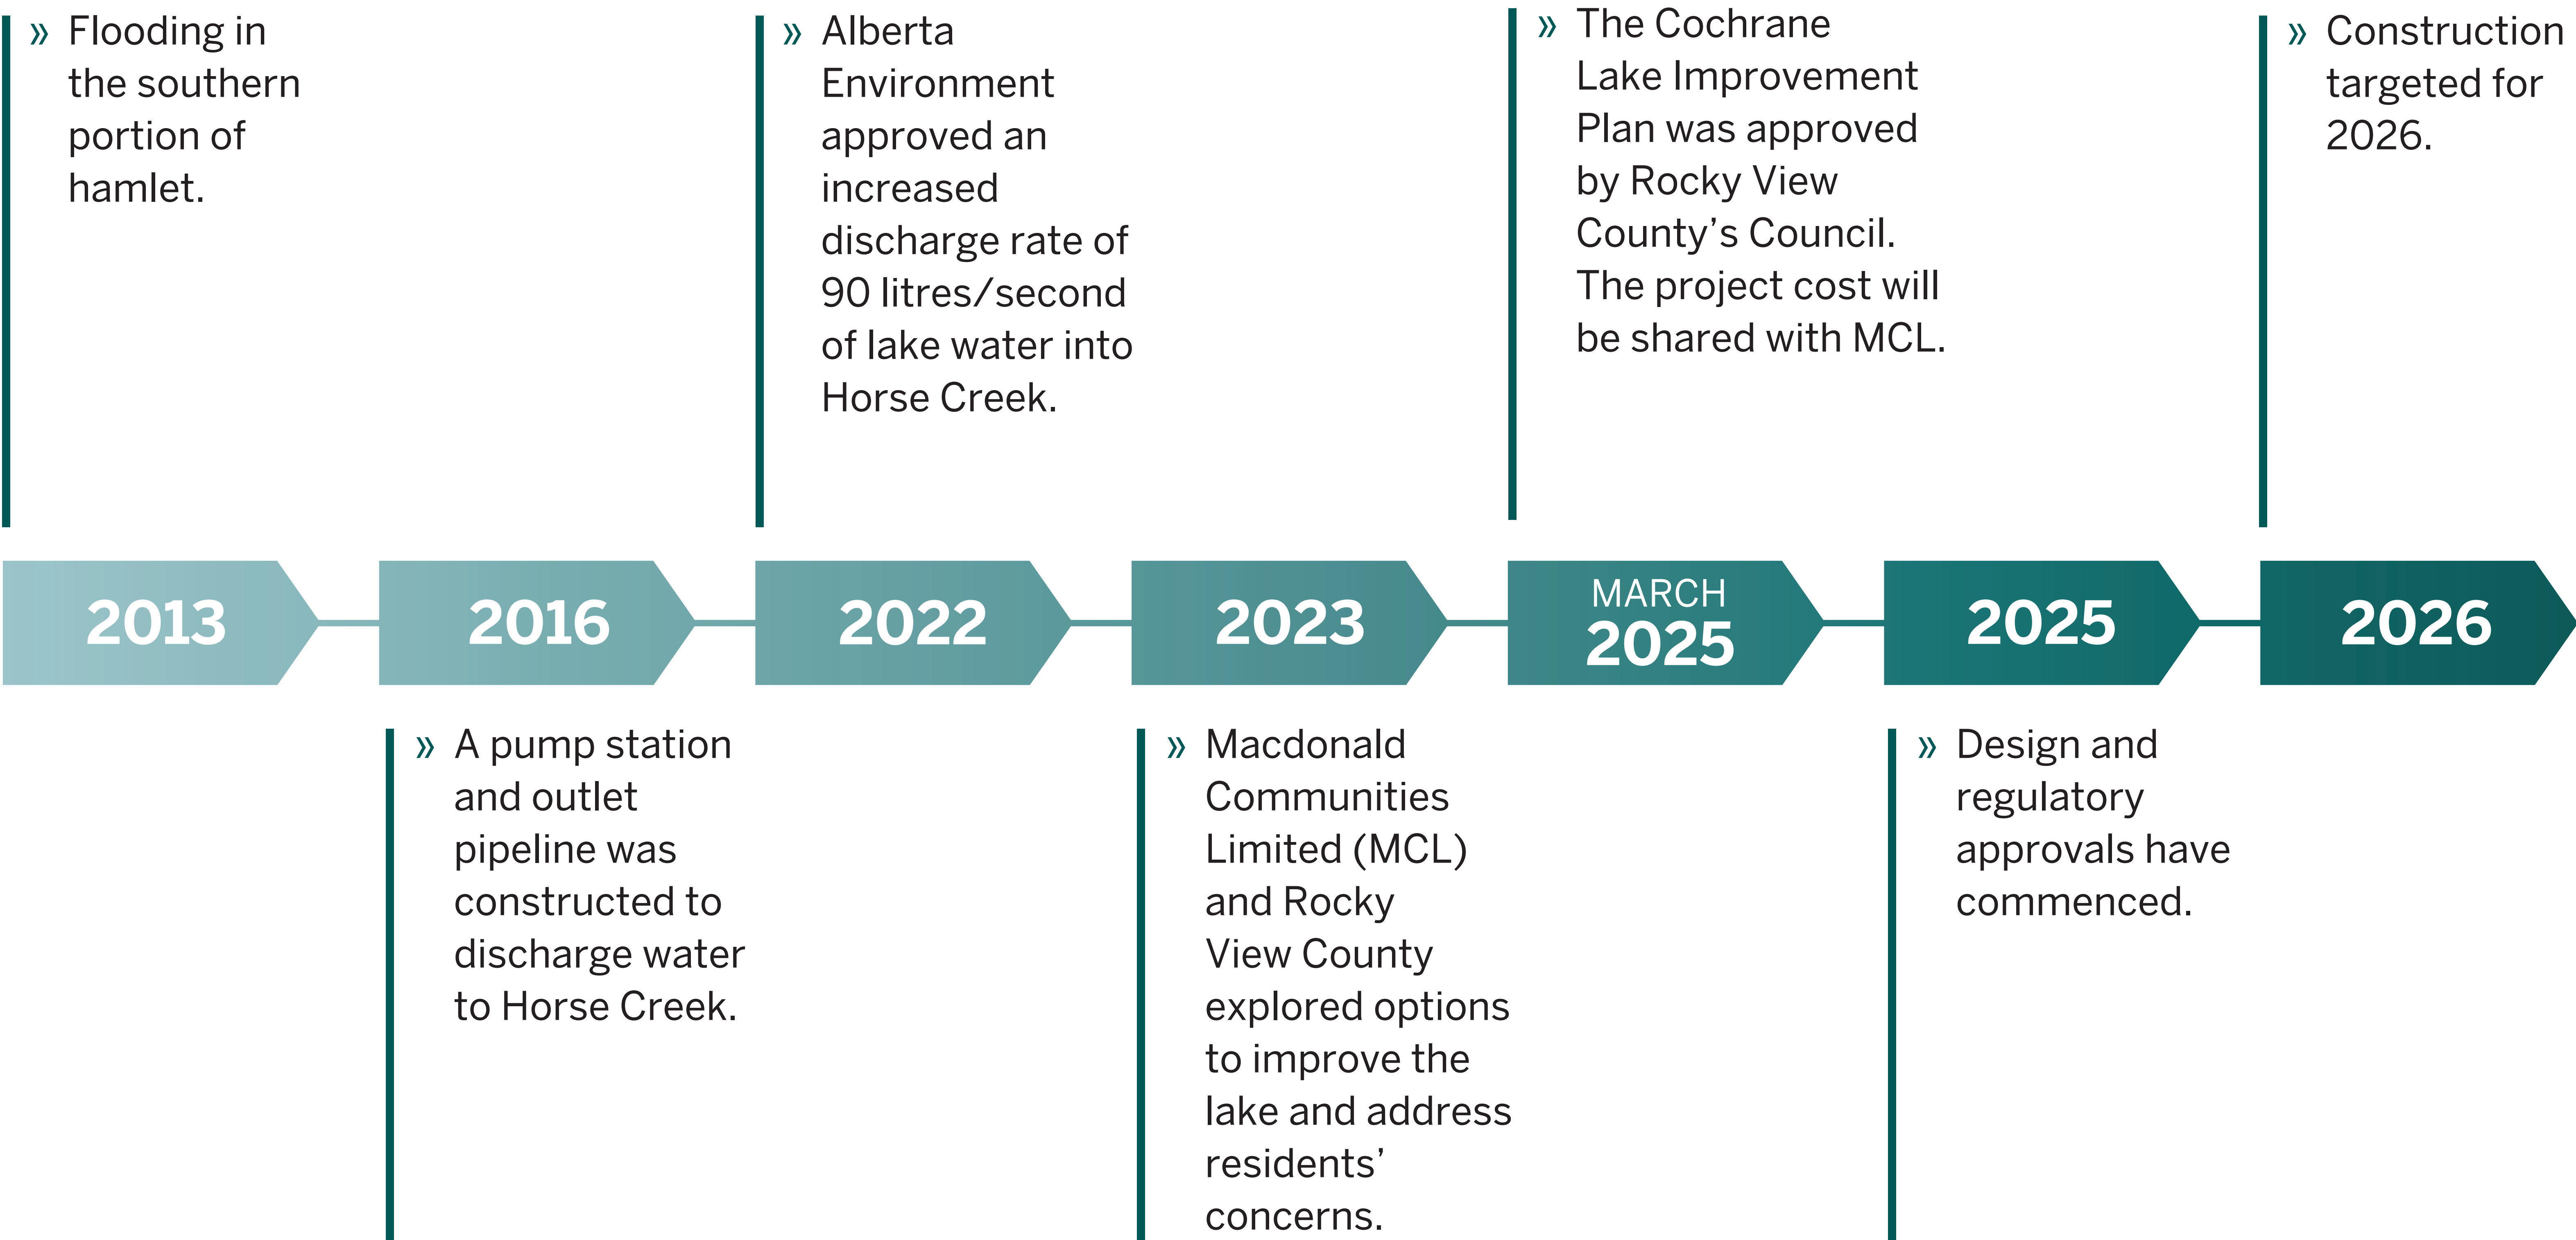 » Flooding in
the southern
portion of
hamlet.
» Alberta
Environment
approved an
increased
discharge rate of
90 litres/second
of lake water into
Horse Creek.
» The Cochrane
Lake Improvement
Plan was approved
by Rocky View
County’s Council.
The project cost will
be shared with MCL.
» Construction
targeted for
2026.
2013
2016
2022
2023
MARCH
2025
2025
2026
» A pump station
and outlet
pipeline was
constructed to
discharge water
to Horse Creek.
» Macdonald
Communities
Limited (MCL)
and Rocky
View County
explored options
to improve the
lake and address
residents’
concerns.
» Design and
regulatory
approvals have
commenced.